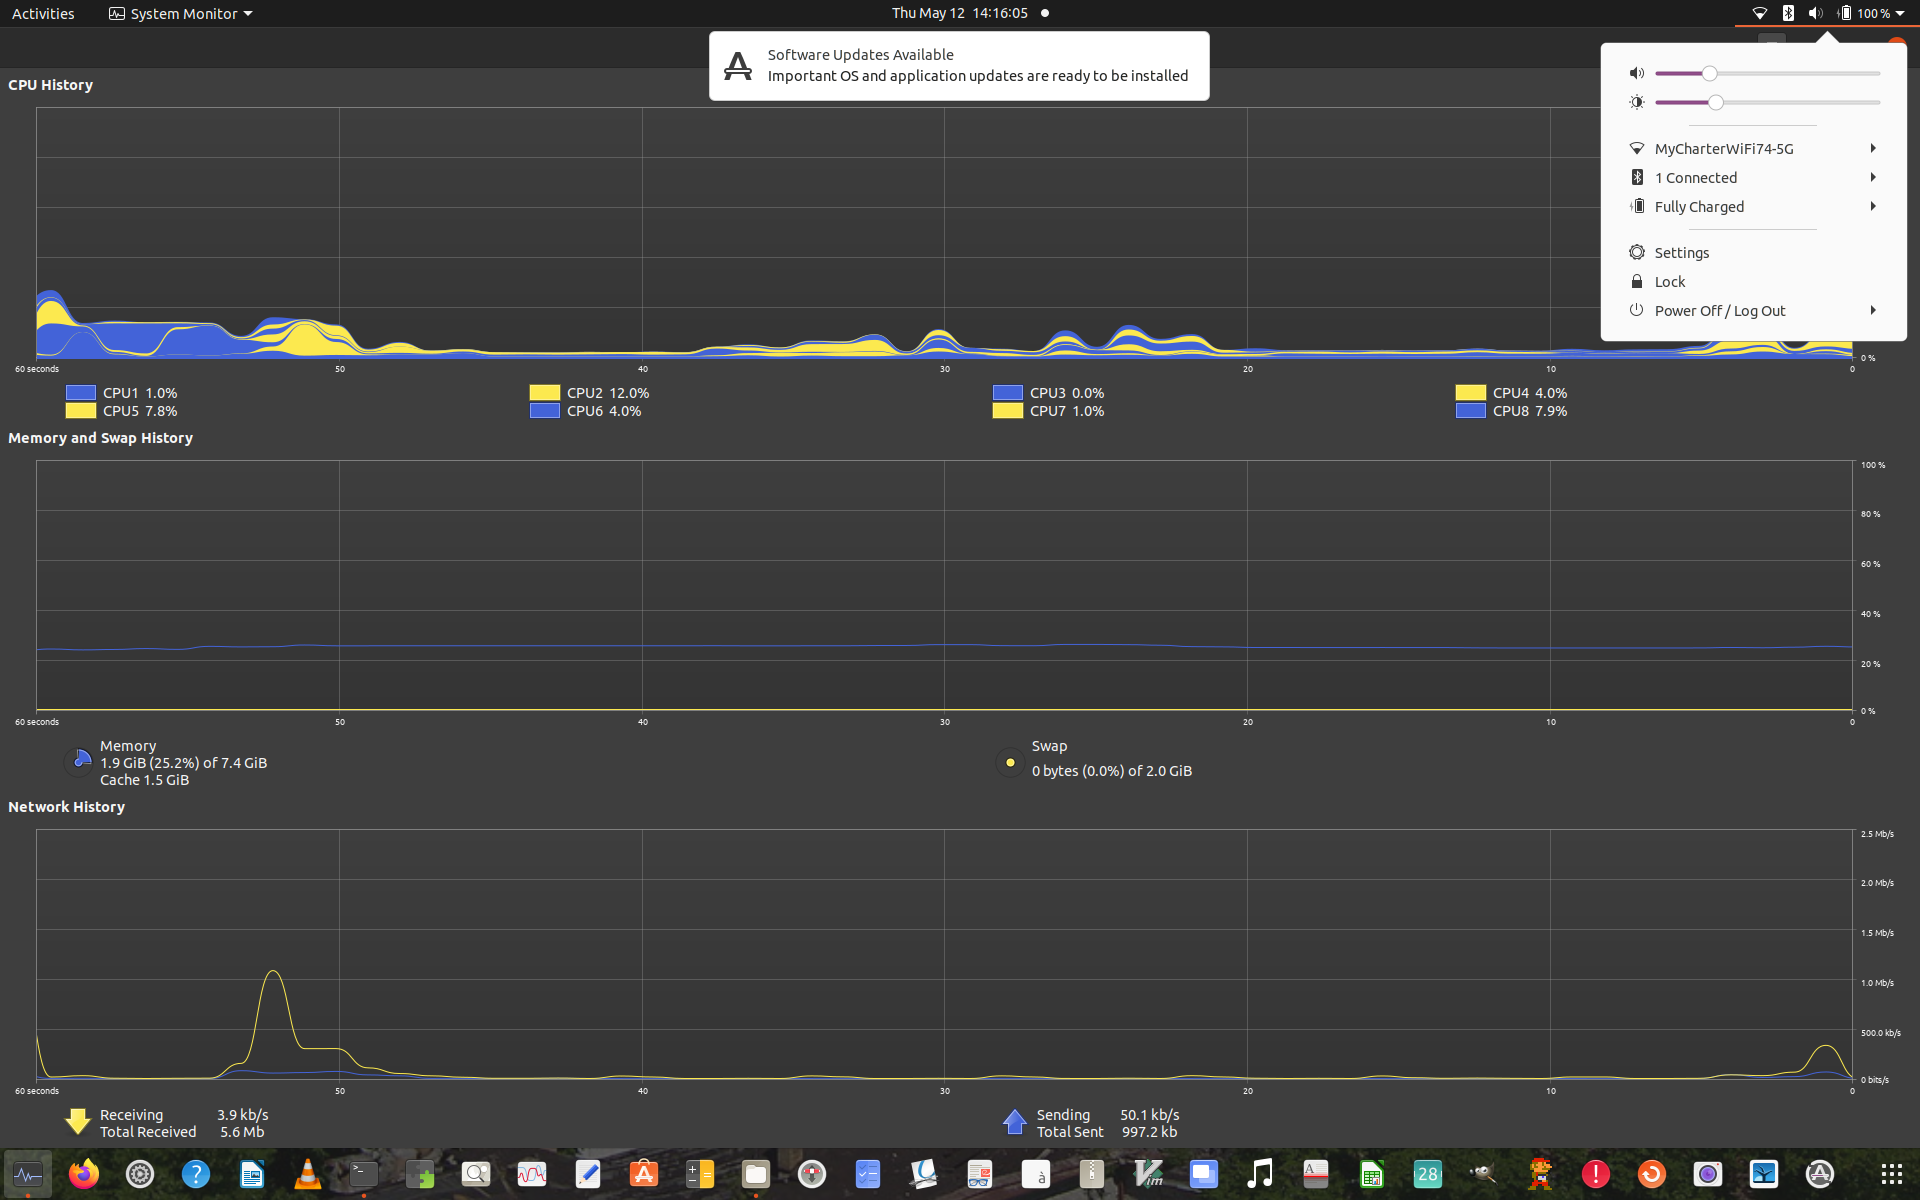 Activities
System Monitor
Thu May 12 14:16:05
100 %
Software Updates Available
Important OS and application updates are ready to be installed
MyCharterWiFi74-5G
1 Connected
Fully Charged
Settings
Lock
Power Off / Log Out
CPU History
0 %
60 seconds 50 40 30 20 10 0
CPU1 1.0% CPU2 12.0% CPU3 0.0% CPU4 4.0%
CPU5 7.8% CPU6 4.0% CPU7 1.0% CPU8 7.9%
Memory and Swap History
100 %
80 %
60 %
40 %
20 %
0 %
60 seconds 50 40 30 20 10 0
Memory
1.9 GiB (25.2%) of 7.4 GiB
Cache 1.5 GiB
Swap
0 bytes (0.0%) of 2.0 GiB
Network History
2.5 Mb/s
2.0 Mb/s
1.5 Mb/s
1.0 Mb/s
500.0 kb/s
0 bits/s
60 seconds 50 40 30 20 10 0
Receiving 3.9 kb/s
Total Received 5.6 Mb
Sending 50.1 kb/s
Total Sent 997.2 kb
?
>_
à
Vim
A
28
!